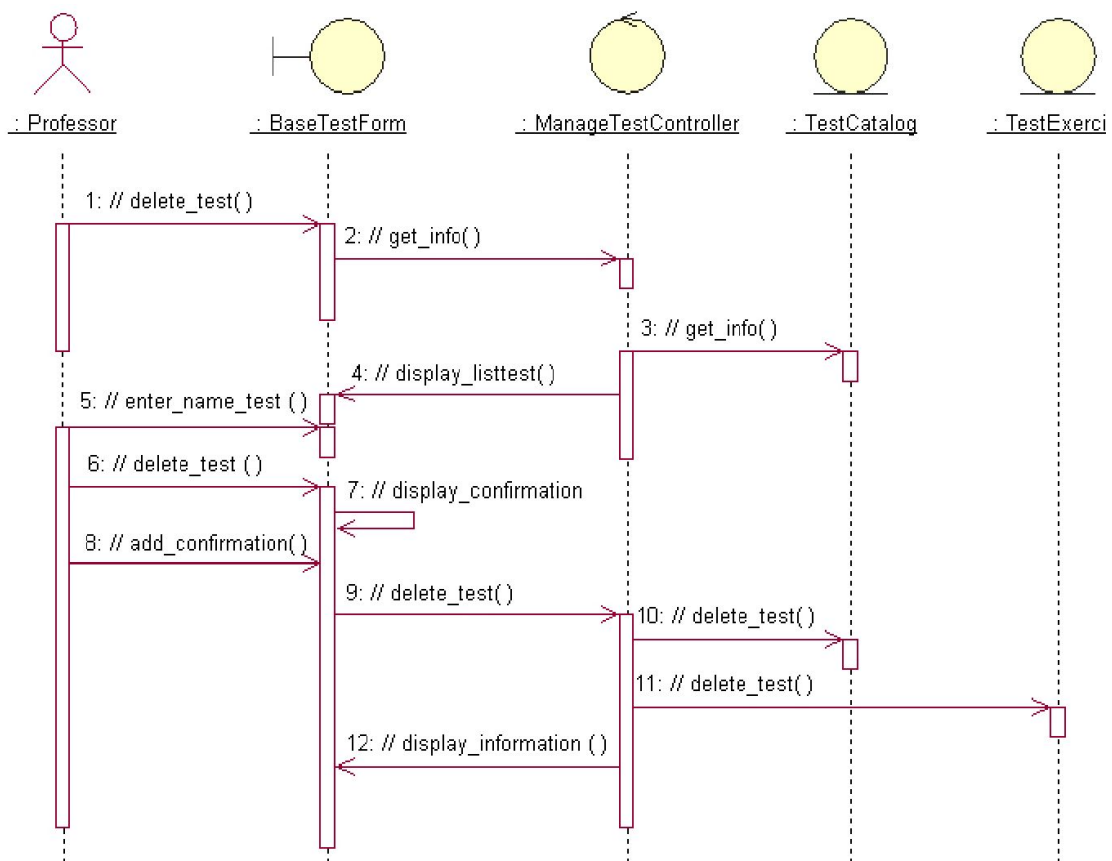 : Professor
: BaseTestForm
: ManageTestController
: TestCatalog
: TestExerci
1: // delete_test( )
2: // get_info( )
3: // get_info( )
4: // display_listtest( )
5: // enter_name_test ( )
6: // delete_test ( )
7: // display_confirmation
8: // add_confirmation( )
9: // delete_test( )
10: // delete_test( )
11: // delete_test( )
12: // display_information ( )